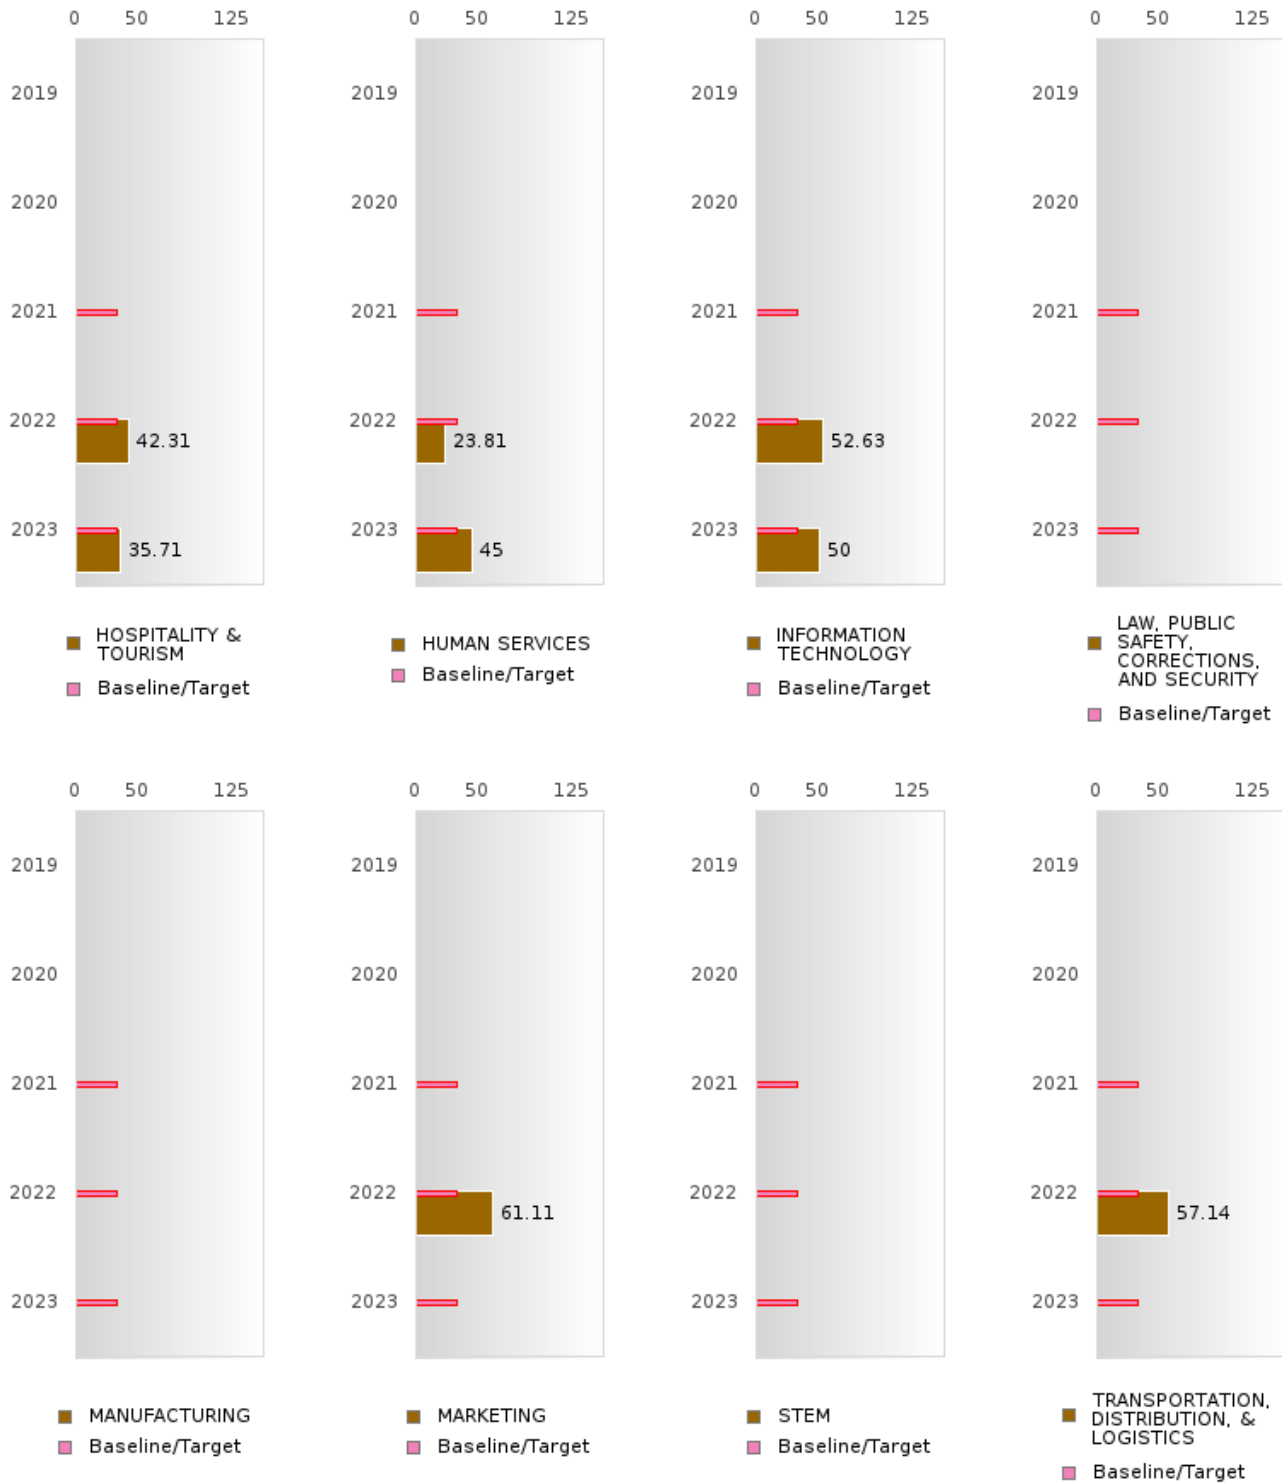 0 50 125 0 50 125 0 50 125 0 50 125
2019 2019 2019 2019
2020 2020 2020 2020
2021 2021 2021 2021
2022 2022 2022 2022
42.31 23.81 52.63
2023 2023 2023 2023
35.71 45 50
HOSPITALITY &
TOURISM
Baseline/Target
HUMAN SERVICES
Baseline/Target
INFORMATION
TECHNOLOGY
Baseline/Target
LAW, PUBLIC
SAFETY,
CORRECTIONS,
AND SECURITY
Baseline/Target
0 50 125 0 50 125 0 50 125 0 50 125
2019 2019 2019 2019
2020 2020 2020 2020
2021 2021 2021 2021
2022 2022 2022 2022
61.11 57.14
2023 2023 2023 2023
MANUFACTURING
Baseline/Target
MARKETING
Baseline/Target
STEM
Baseline/Target
TRANSPORTATION,
DISTRIBUTION, &
LOGISTICS
Baseline/Target